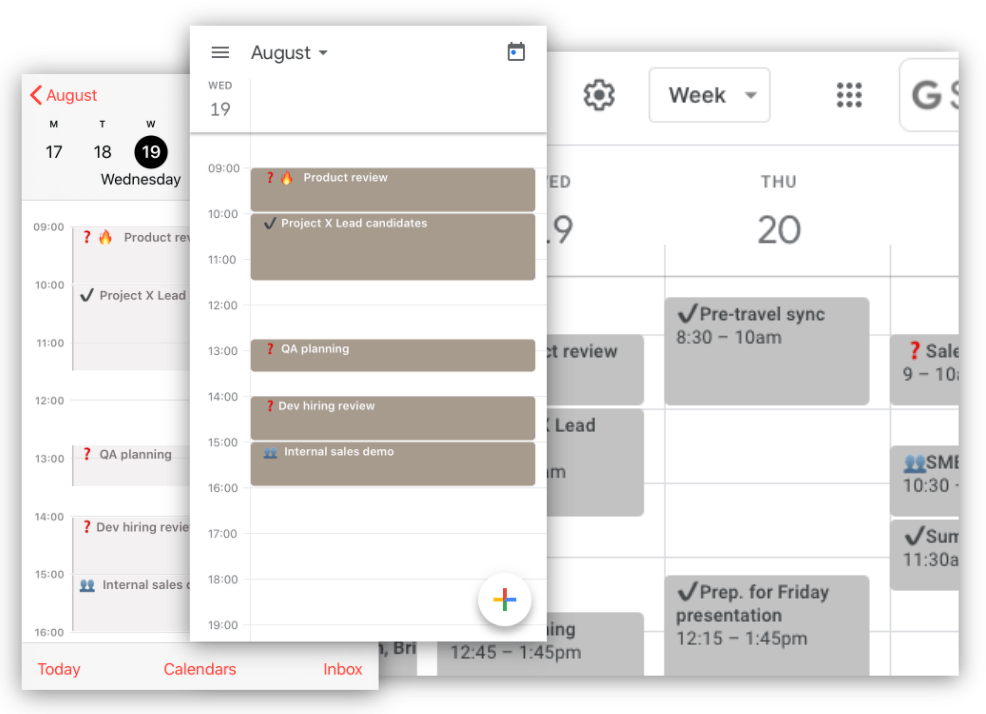 August
M T W
17 18 19
Wednesday
09:00
❓🔥 Product rev
10:00
✔ Project X Lead
11:00
12:00
13:00
❓ QA planning
14:00
❓ Dev hiring revie
15:00
👥 Internal sales
16:00
Today Calendars Inbox
August
WED
19
09:00
❓🔥 Product review
10:00
✔ Project X Lead candidates
11:00
12:00
13:00
❓ QA planning
14:00
❓ Dev hiring review
15:00
👥 Internal sales demo
16:00
17:00
18:00
19:00
Week
G
ED THU
9 20
✔Pre-travel sync
8:30 – 10am
ct review
❓ Sale
9 – 10a
X Lead
am
👥SME
10:30 -
✔Sum
11:30a
✔Prep. for Friday
presentation
12:15 – 1:45pm
ning
12:45 – 1:45pm
n, Bri